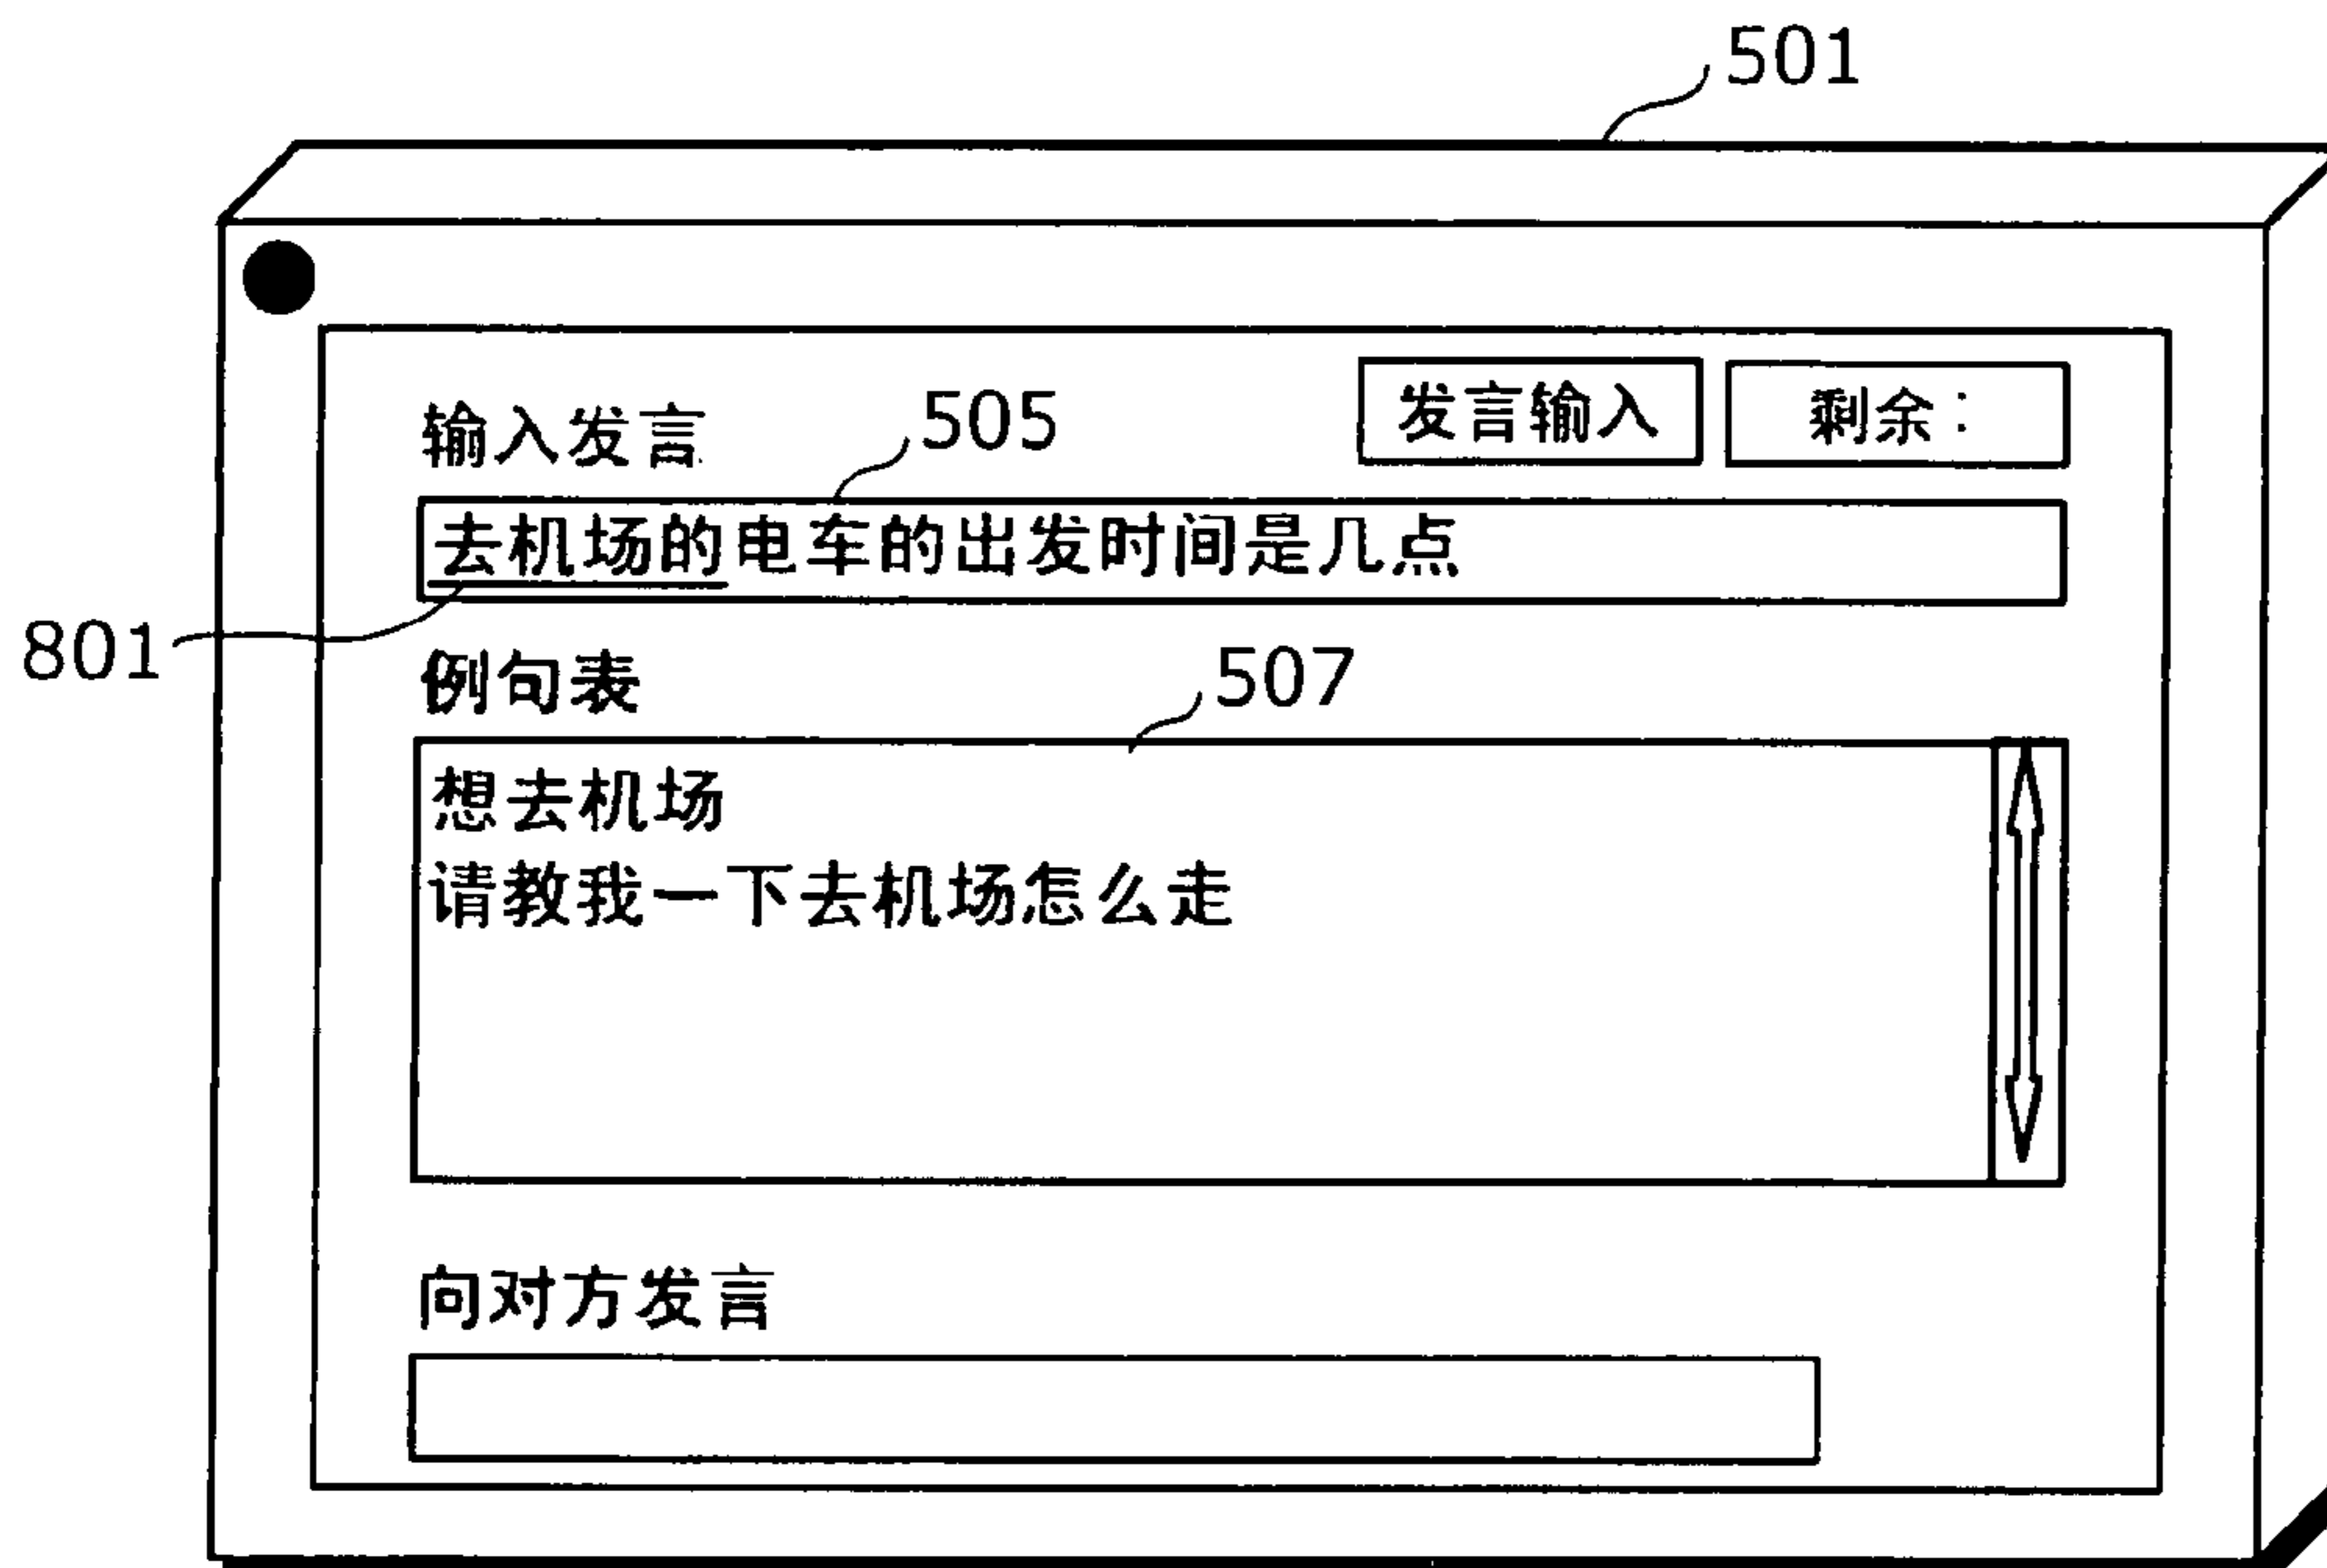 501
发言输入
剩余：
输入发言
505
去机场的电车的出发时间是几点
801
例句表
507
想去机场
请教我一下去机场怎么走
向对方发言